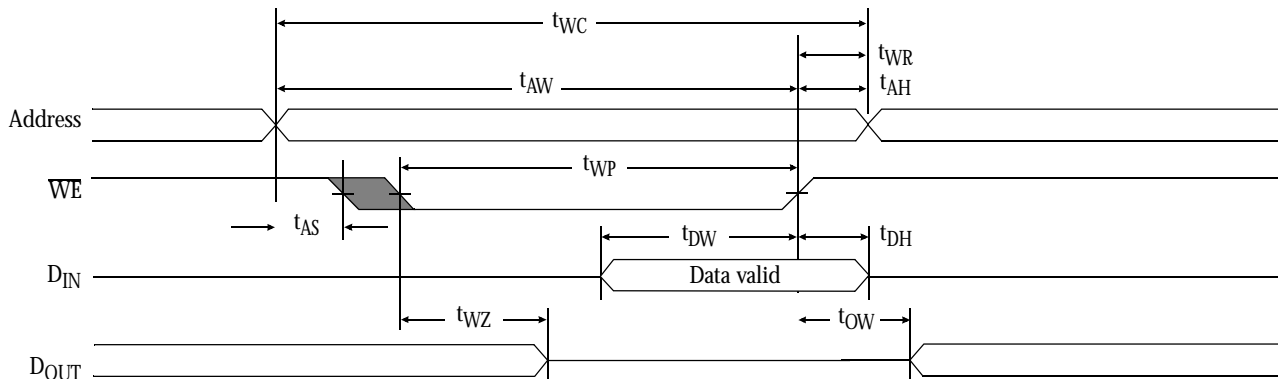 tWC
tWR
tAW
tAH
Address
tWP
WE
tAS
tDW
tDH
DIN
Data valid
tWZ
tOW
DOUT